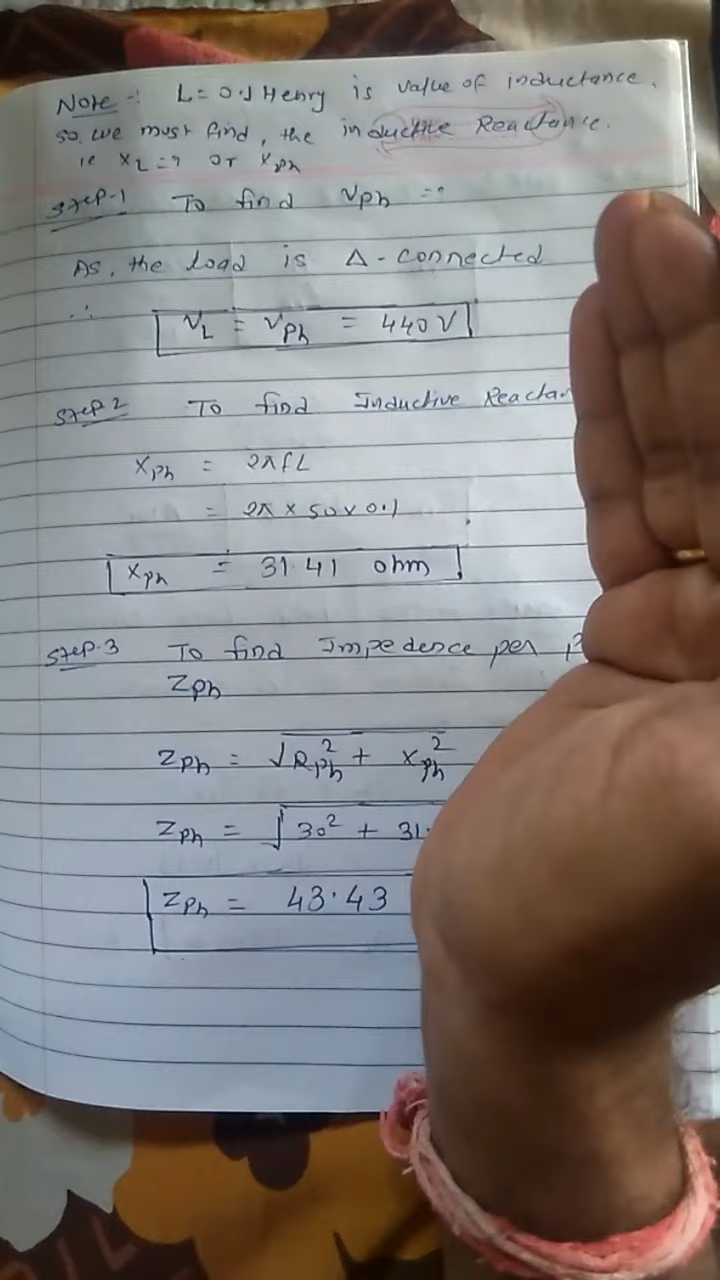 Note :- L = 0.1 Henry is value of inductance.
so, we must find, the inductive Reactance.
ie XL = ? or Xph
Step-1 To find Vph = ?
As, the load is Δ - connected
∴
VL = Vph = 440 V
Step 2 To find Inductive Reactan
Xph = 2πfL
= 2π × 50 × 0.1
Xph = 31.41 ohm
Step.3 To find Impedence per p
Zph
Zph = √Rph² + Xph²
Zph = √30² + 31.
Zph = 43.43